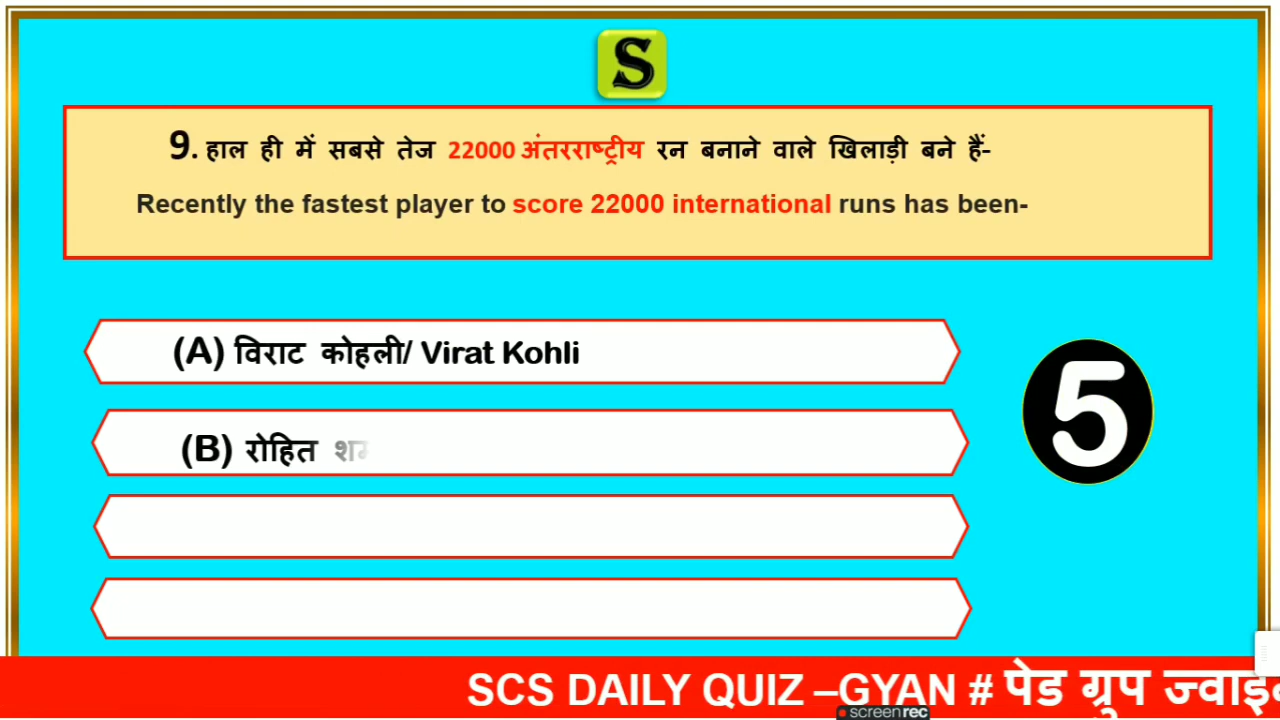 S
9. हाल ही में सबसे तेज 22000 अंतरराष्ट्रीय रन बनाने वाले खिलाड़ी बने हैं-
Recently the fastest player to score 22000 international runs has been-
(A) विराट कोहली/ Virat Kohli
(B) रोहित
5
SCS DAILY QUIZ –GYAN # पेड ग्रुप
screenrec